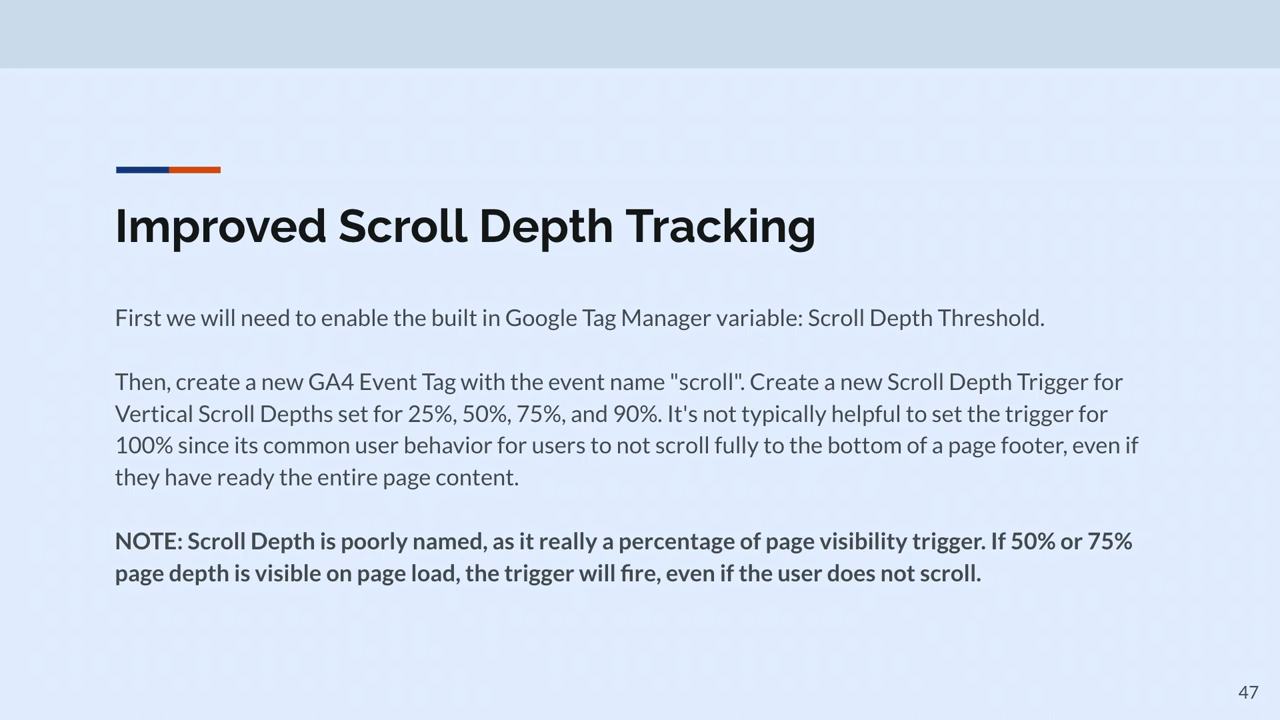 Improved Scroll Depth Tracking
First we will need to enable the built in Google Tag Manager variable: Scroll Depth Threshold.
Then, create a new GA4 Event Tag with the event name "scroll". Create a new Scroll Depth Trigger for
Vertical Scroll Depths set for 25%, 50%, 75%, and 90%. It's not typically helpful to set the trigger for
100% since its common user behavior for users to not scroll fully to the bottom of a page footer, even if
they have ready the entire page content.
NOTE: Scroll Depth is poorly named, as it really a percentage of page visibility trigger. If 50% or 75%
page depth is visible on page load, the trigger will fire, even if the user does not scroll.
47